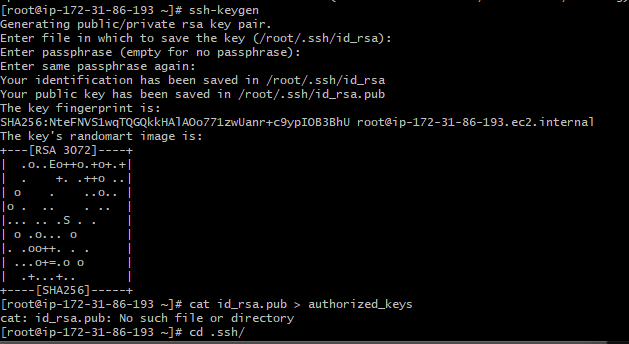 [root@ip-172-31-86-193 ~]# ssh-keygen
Generating public/private rsa key pair.
Enter file in which to save the key (/root/.ssh/id_rsa):
Enter passphrase (empty for no passphrase):
Enter same passphrase again:
Your identification has been saved in /root/.ssh/id_rsa
Your public key has been saved in /root/.ssh/id_rsa.pub
The key fingerprint is:
SHA256:NteFNVS1wqTQGQkkHAlAOo771zwUanr+c9ypIOB3BhU root@ip-172-31-86-193.ec2.internal
The key's randomart image is:
+---[RSA 3072]----+
|  .o..Eo++o.+o+.+|
|  .    +. .++o ..|
| o    .    ..o.. |
|o .  ..    . ..  |
|... .. .S . .    |
| o .o... o       |
|. .oo++. . .     |
| ...o+=.o o      |
|  .+...+..       |
+----[SHA256]-----+
[root@ip-172-31-86-193 ~]# cat id_rsa.pub > authorized_keys
cat: id_rsa.pub: No such file or directory
[root@ip-172-31-86-193 ~]# cd .ssh/